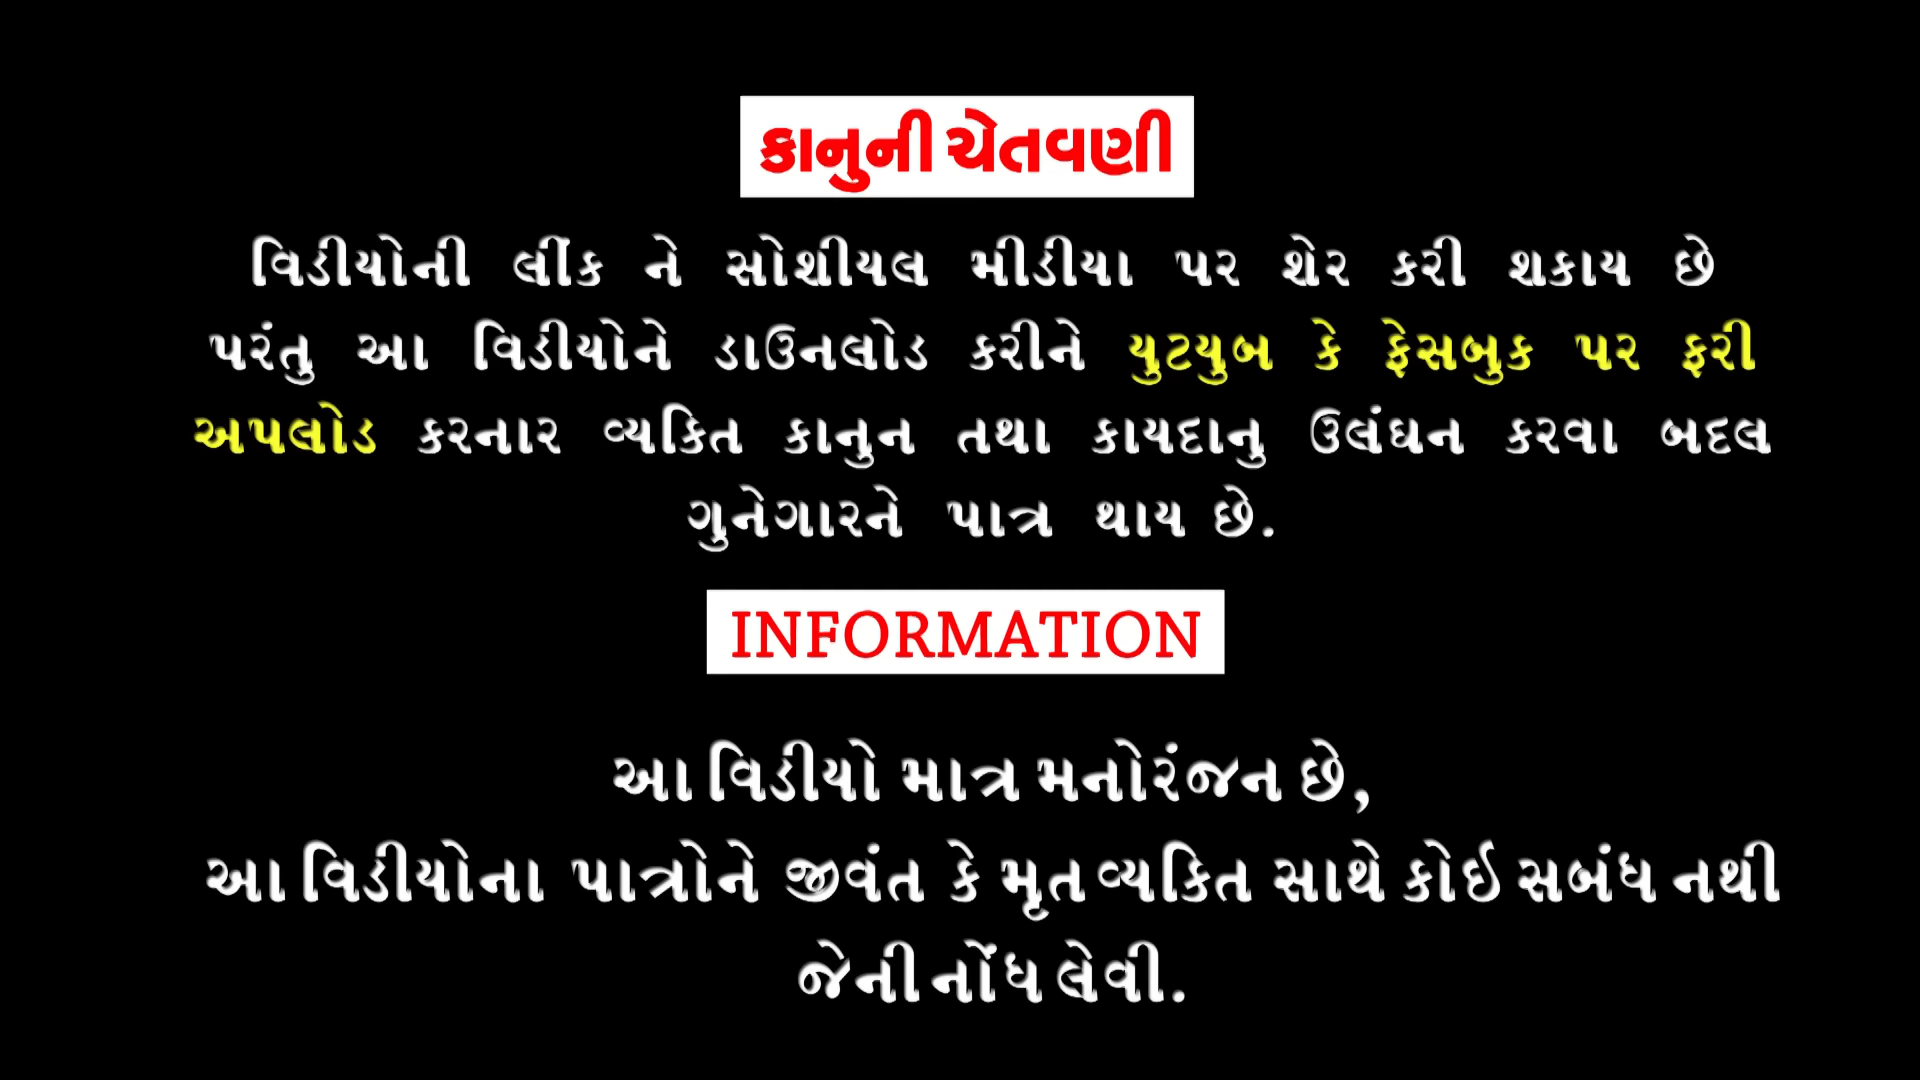 કાનુની ચેતવણી
વિડીયોની લીંક ને સોશીયલ મીડીયા પર શેર કરી શકાય છે
પરંતુ આ વિડીયોને ડાઉનલોડ કરીને યુટયુબ કે ફેસબુક પર ફરી
અપલોડ કરનાર વ્યકિત કાનુન તથા કાયદાનુ ઉલંઘન કરવા બદલ
ગુનેગારને પાત્ર થાય છે.
INFORMATION
આ વિડીયો માત્ર મનોરંજન છે,
આ વિડીયોના પાત્રોને જીવંત કે મૃત વ્યકિત સાથે કોઇ સબંધ નથી
જેની નોંધ લેવી.